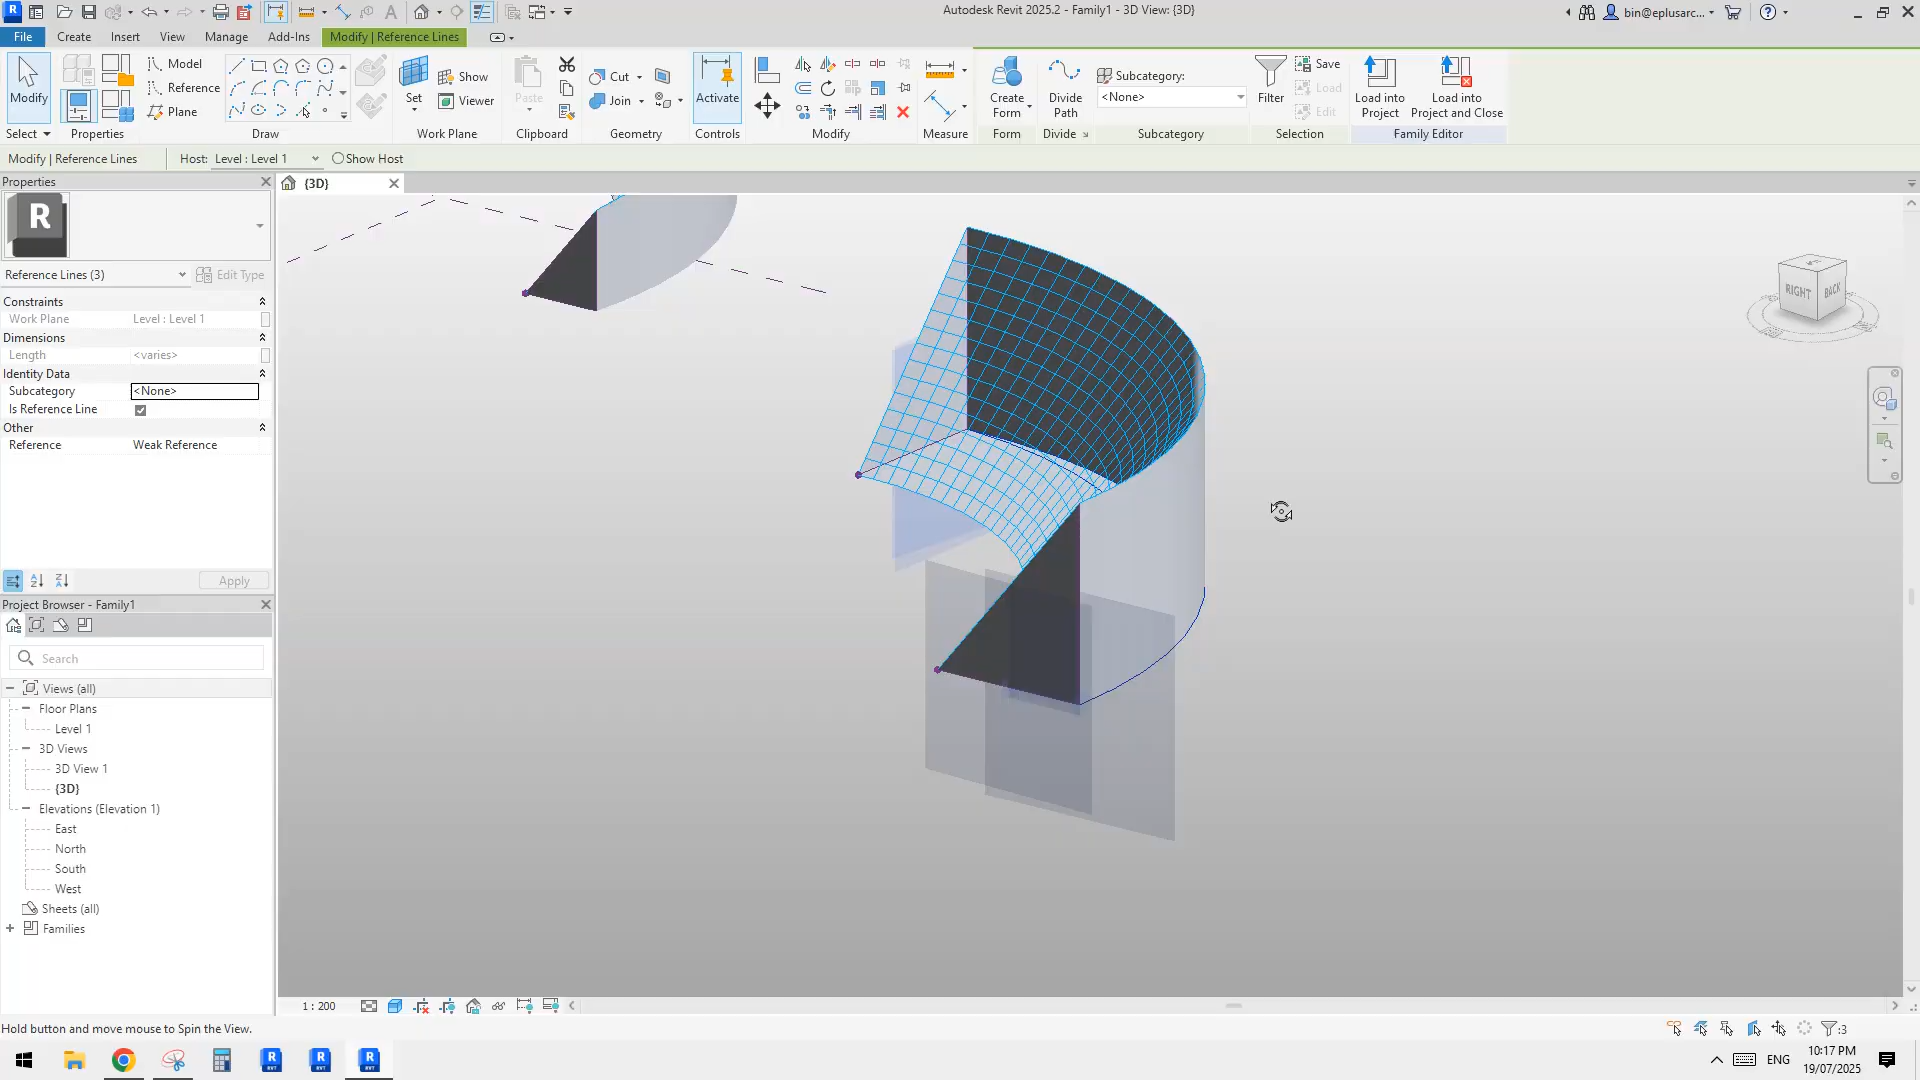 Autodesk Revit 2025.2 - Family1 - 3D View: {3D}
bin@eplusarc...
File
Create
Insert
View
Manage
Add-Ins
Modify | Reference Lines
Modify
Select
Properties
Model
Reference
Plane
Draw
Set
Show
Viewer
Work Plane
Paste
Clipboard
Cut
Join
Geometry
Activate
Controls
Modify
Measure
Create Form
Form
Divide Path
Divide
Subcategory:
<None>
Subcategory
Filter
Save
Load
Edit
Selection
Load into Project
Load into Project and Close
Family Editor
Modify | Reference Lines
Host: Level : Level 1
Show Host
Properties
{3D}
R
Reference Lines (3)
Edit Type
Constraints
Work Plane Level : Level 1
Dimensions
Length <varies>
Identity Data
Subcategory <None>
Is Reference Line
Other
Reference Weak Reference
Apply
Project Browser - Family1
Search
Views (all)
Floor Plans
Level 1
3D Views
3D View 1
{3D}
Elevations (Elevation 1)
East
North
South
West
Sheets (all)
Families
RIGHT
BACK
1 : 200
Hold button and move mouse to Spin the View.
:3
ENG
10:17 PM
19/07/2025